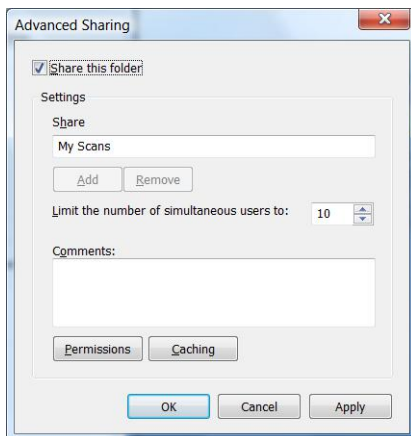 Advanced Sharing
Share this folder
Settings
Share
My Scans
Add Remove
Limit the number of simultaneous users to: 10
Comments:
Permissions Caching
OK Cancel Apply